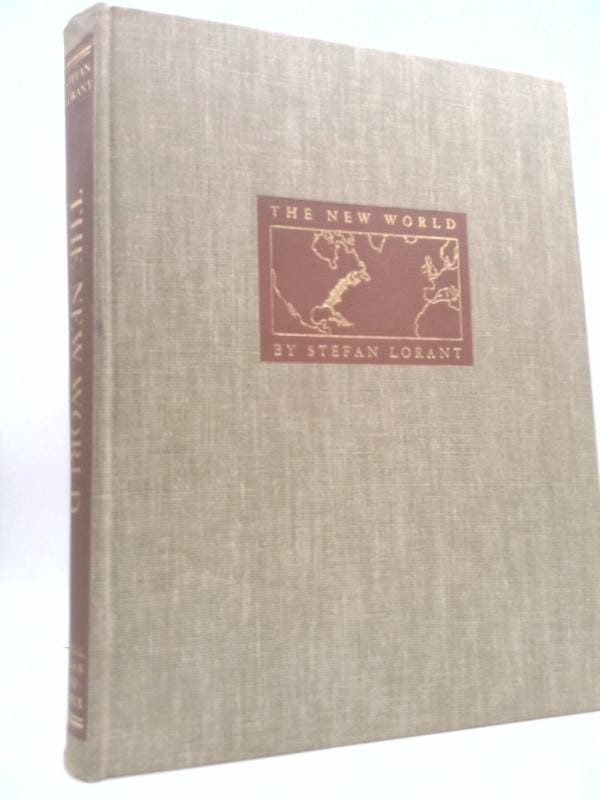 THE NEW WORLD
BY STEFAN LORANT
STEFAN
LORANT
THE NEW WORLD